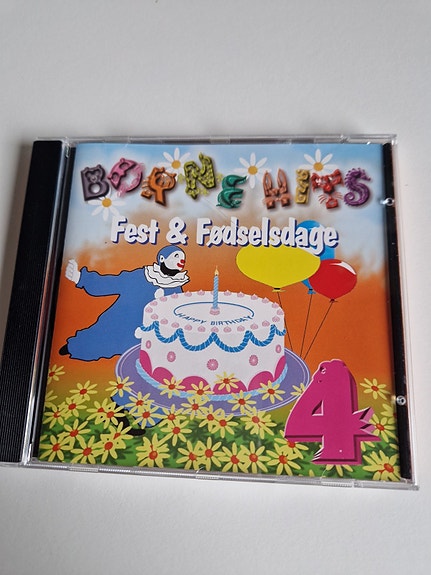 BØRNE HITS
Fest & Fødselsdage
HAPPY BIRTHDAY
4